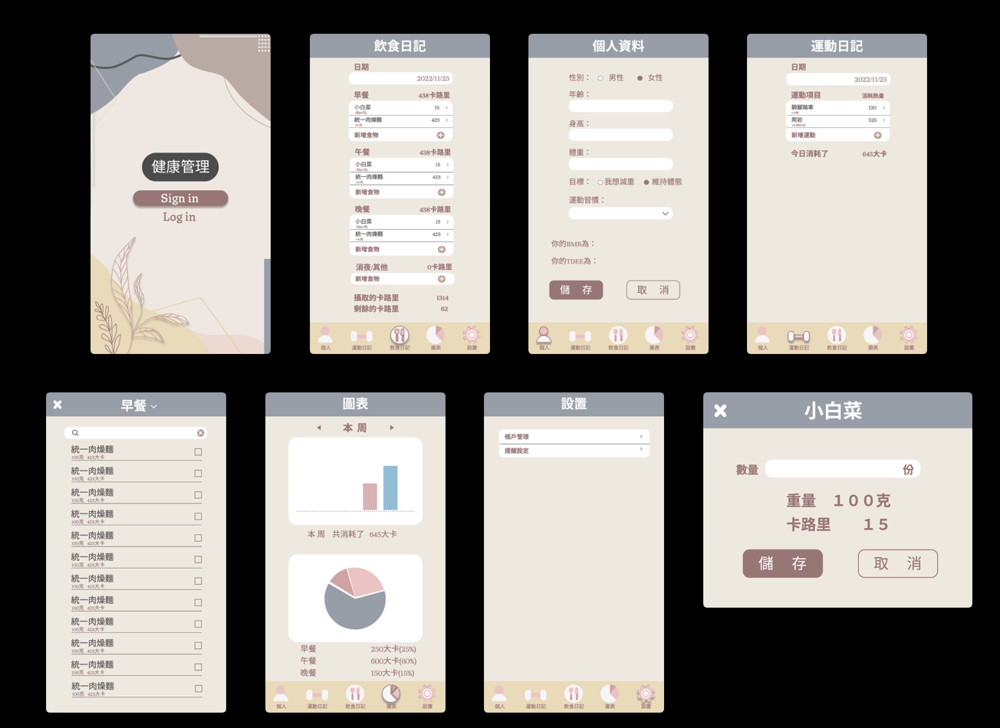 健康管理
Sign in
Log in
飲食日記
日期
2022/11/25
早餐 438卡路里
小白菜 15
統一肉燥麵 423
新增食物
午餐 438卡路里
小白菜 15
統一肉燥麵 423
新增食物
晚餐 438卡路里
小白菜 15
統一肉燥麵 423
新增食物
消夜/其他 0卡路里
新增食物
攝取的卡路里 1314
剩餘的卡路里 62
個人 運動日記 飲食日記 圖表 設置
個人資料
性別： 男性 女性
年齡：
身高：
體重：
目標： 我想減重 維持體態
運動習慣：
你的BMR為：
你的TDEE為：
儲 存 取 消
個人 運動日記 飲食日記 圖表 設置
運動日記
日期
2022/11/25
運動項目 消耗熱量
騎腳踏車 120
爬岩 525
新增運動
今日消耗了 645大卡
個人 運動日記 飲食日記 圖表 設置
早餐
統一肉燥麵
100克 423大卡
統一肉燥麵
100克 423大卡
統一肉燥麵
100克 423大卡
統一肉燥麵
100克 423大卡
統一肉燥麵
100克 423大卡
統一肉燥麵
100克 423大卡
統一肉燥麵
100克 423大卡
統一肉燥麵
100克 423大卡
統一肉燥麵
100克 423大卡
統一肉燥麵
100克 423大卡
統一肉燥麵
100克 423大卡
統一肉燥麵
100克 423大卡
圖表
本 周
本 周 共消耗了 645大卡
早餐 250大卡(25%)
午餐 600大卡(60%)
晚餐 150大卡(15%)
個人 運動日記 飲食日記 圖表 設置
設置
帳戶管理
提醒設定
個人 運動日記 飲食日記 圖表 設置
小白菜
數量 份
重量 １００克
卡路里 １５
儲 存 取 消